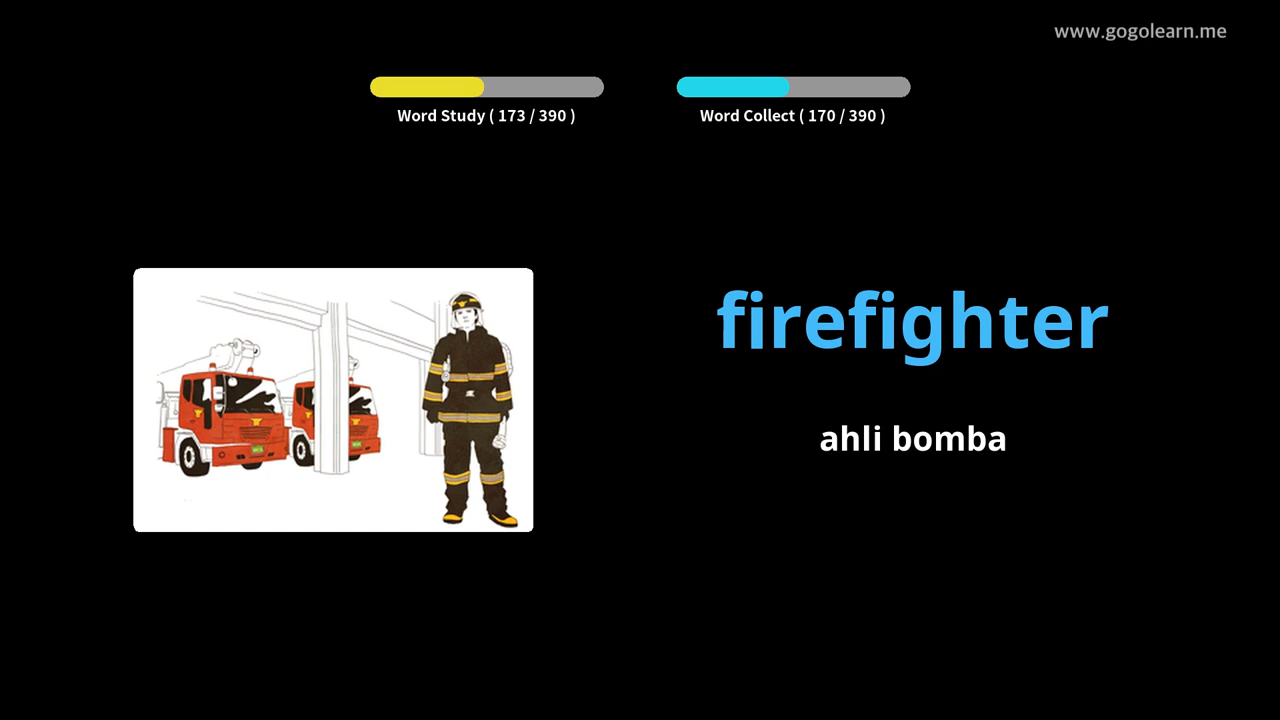 www.gogolearn.me
Word Study ( 173 / 390 )
Word Collect ( 170 / 390 )
firefighter
ahli bomba